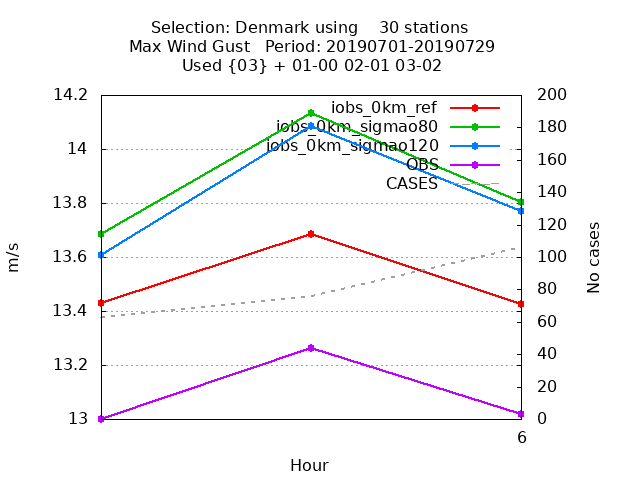 Selection: Denmark using    30 stations
Max Wind Gust   Period: 20190701-20190729
Used {03} + 01-00 02-01 03-02
14.2
14
13.8
13.6
13.4
13.2
13
m/s
iobs_0km_ref
iobs_0km_sigmao80
iobs_0km_sigmao120
OBS
CASES
200
180
160
140
120
100
80
60
40
20
0
No cases
6
Hour